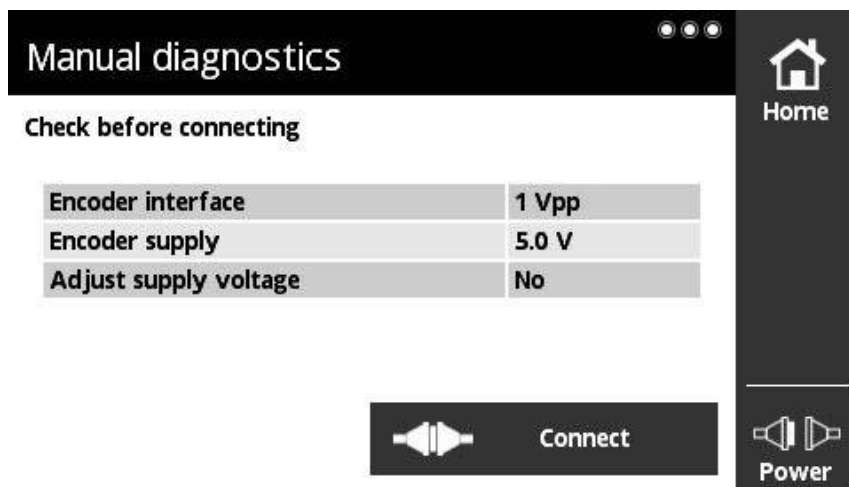 Manual diagnostics
Home
Check before connecting
Encoder interface 1 Vpp
Encoder supply 5.0 V
Adjust supply voltage No
Connect
Power